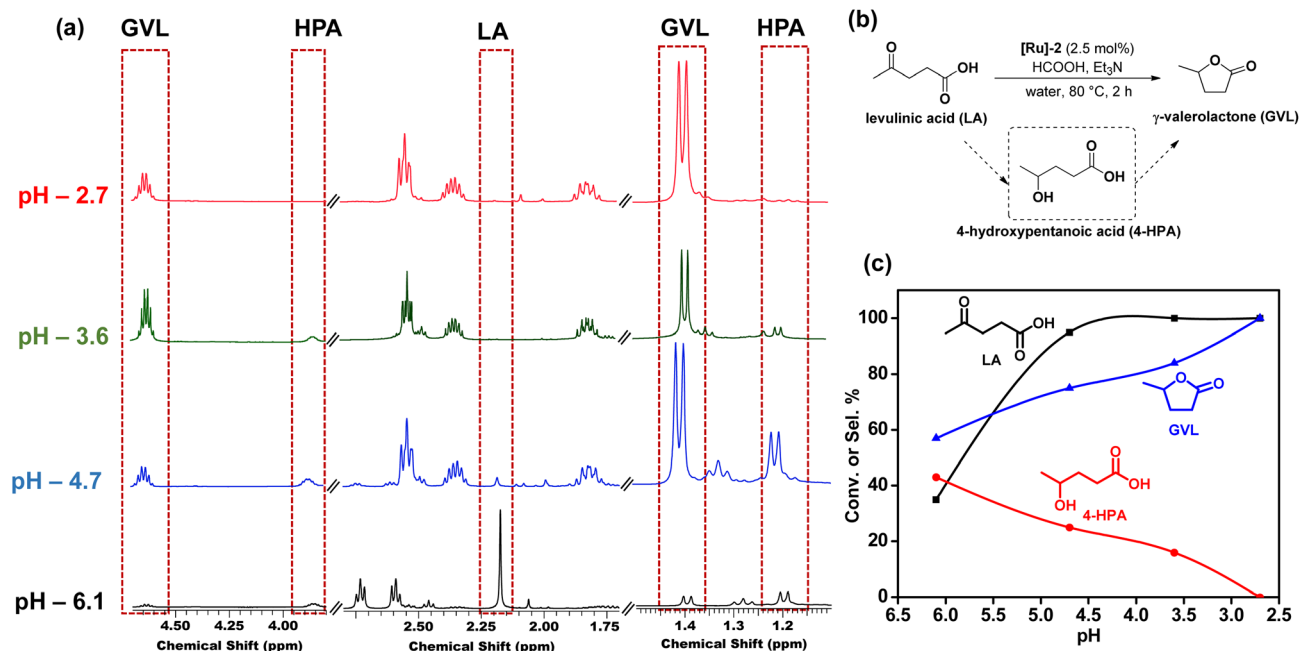 (a)
GVL
HPA
LA
GVL
HPA
pH – 2.7
pH – 3.6
pH – 4.7
pH – 6.1
4.50
4.00
2.50
2.25
2.00
1.75
1.4
1.3
1.2
Chemical Shift (ppm)
Chemical Shift (ppm)
Chemical Shift (ppm)
(b)
O
OH
O
levulinic acid (LA)
[Ru]-2 (2.5 mol%)
HCOOH, Et3N
water, 80 °C, 2 h
O
O
γ-valerolactone (GVL)
O
OH
OH
4-hydroxypentanoic acid (4-HPA)
(c)
Conv. or Sel. %
100
80
60
40
20
0
O
OH
O
LA
O
O
GVL
O
OH
OH
4-HPA
6.5
6.0
5.5
5.0
4.5
4.0
3.5
3.0
2.5
pH